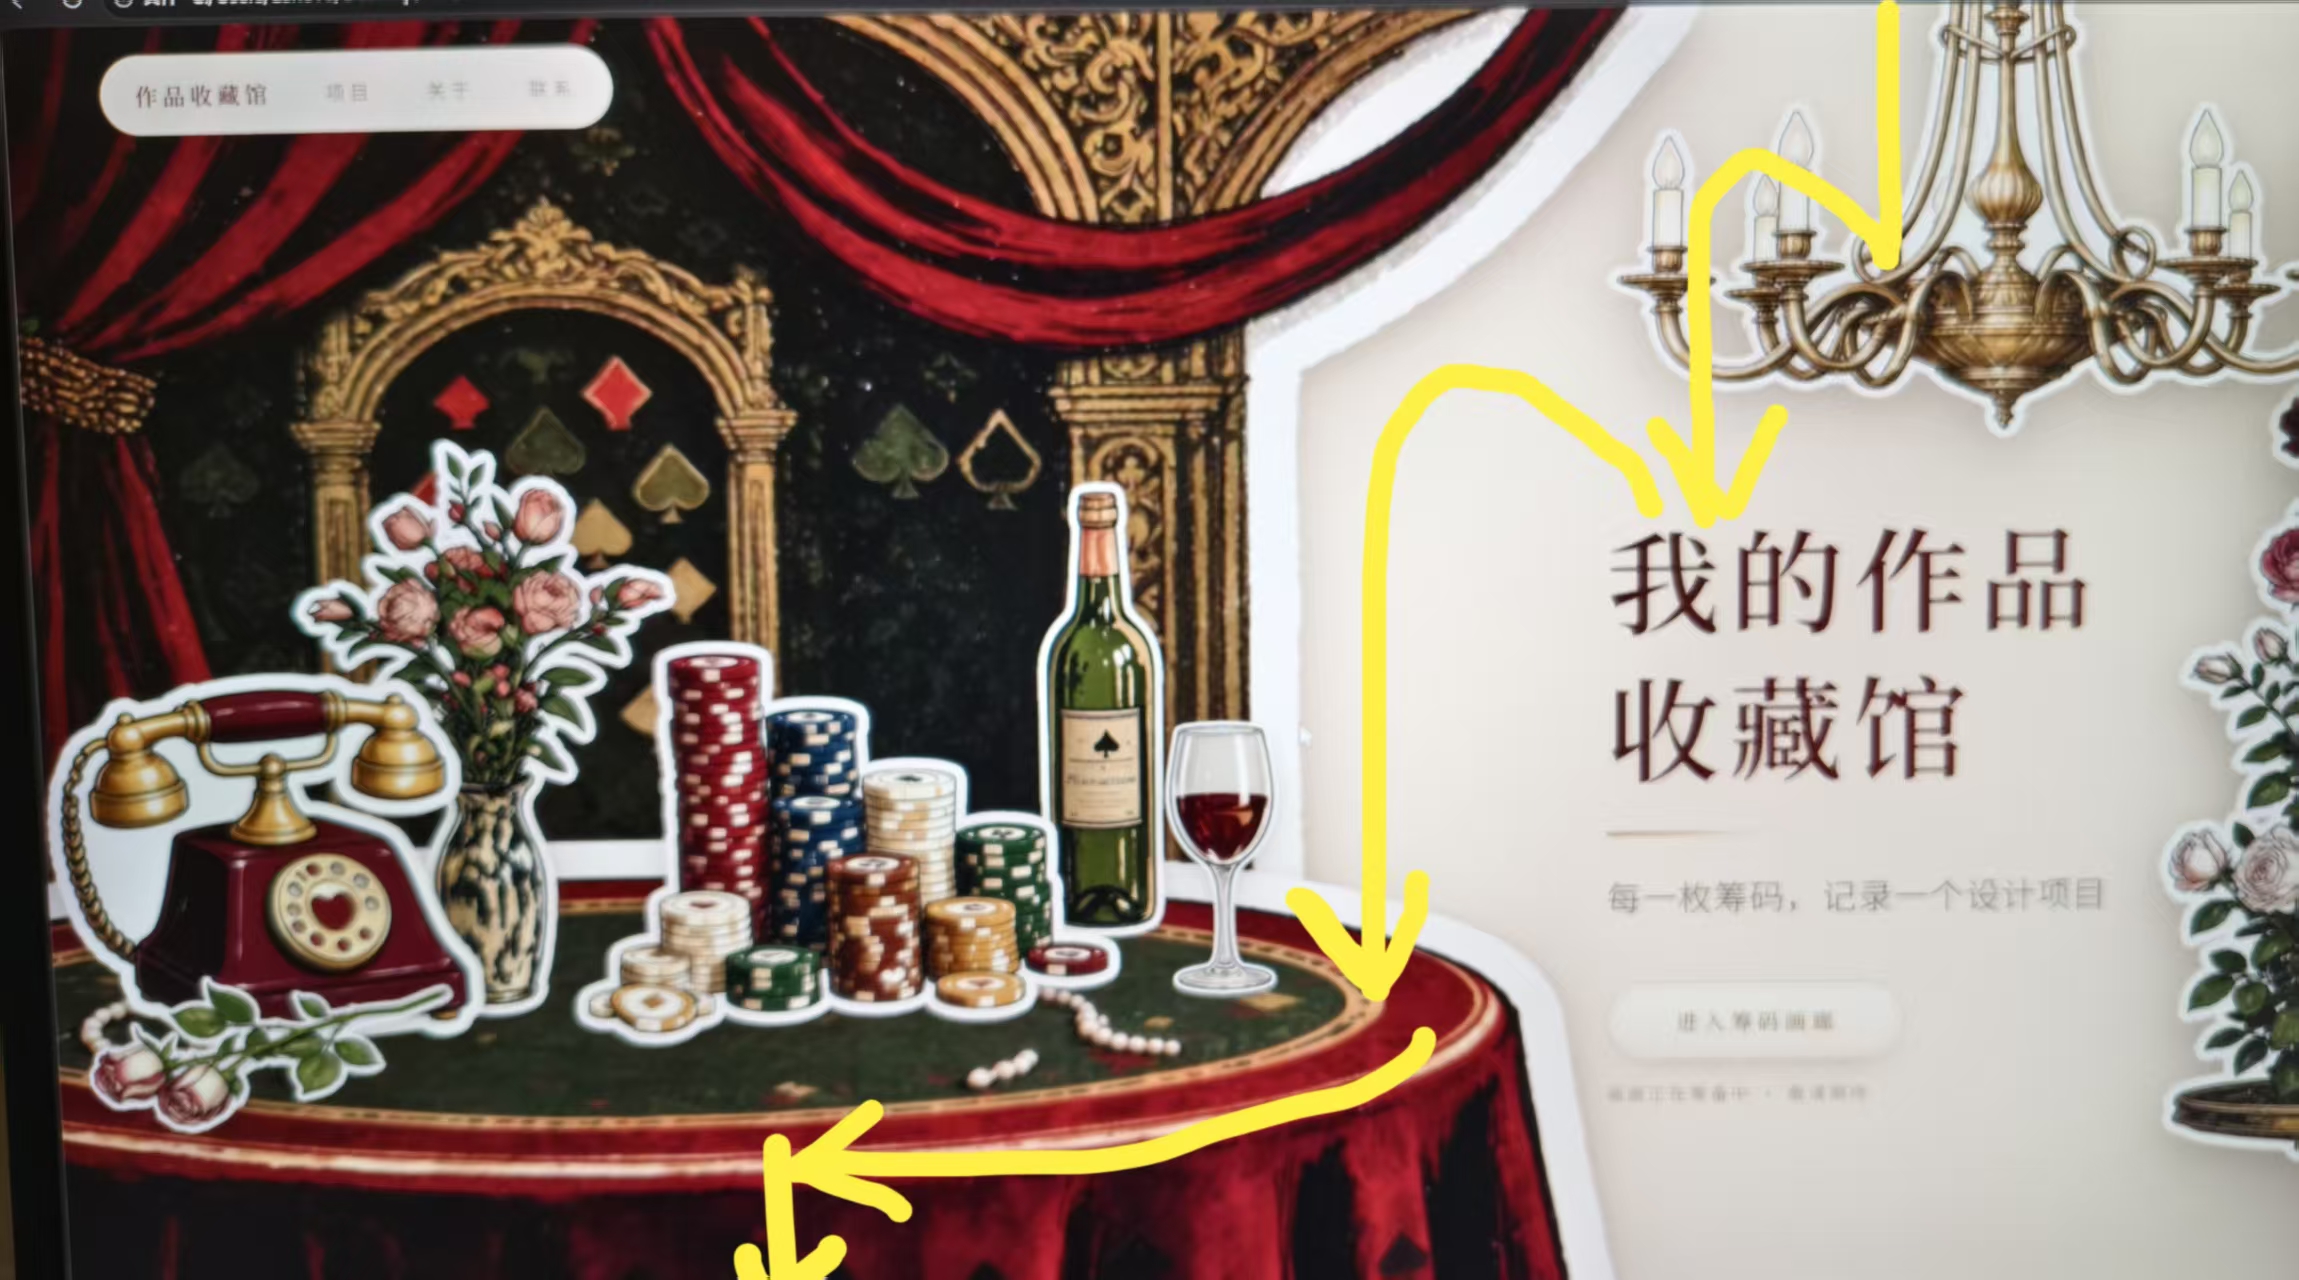 作品收藏馆 项目 关于 联系
我的作品
收藏馆
每一枚筹码，记录一个设计项目
进入筹码画廊